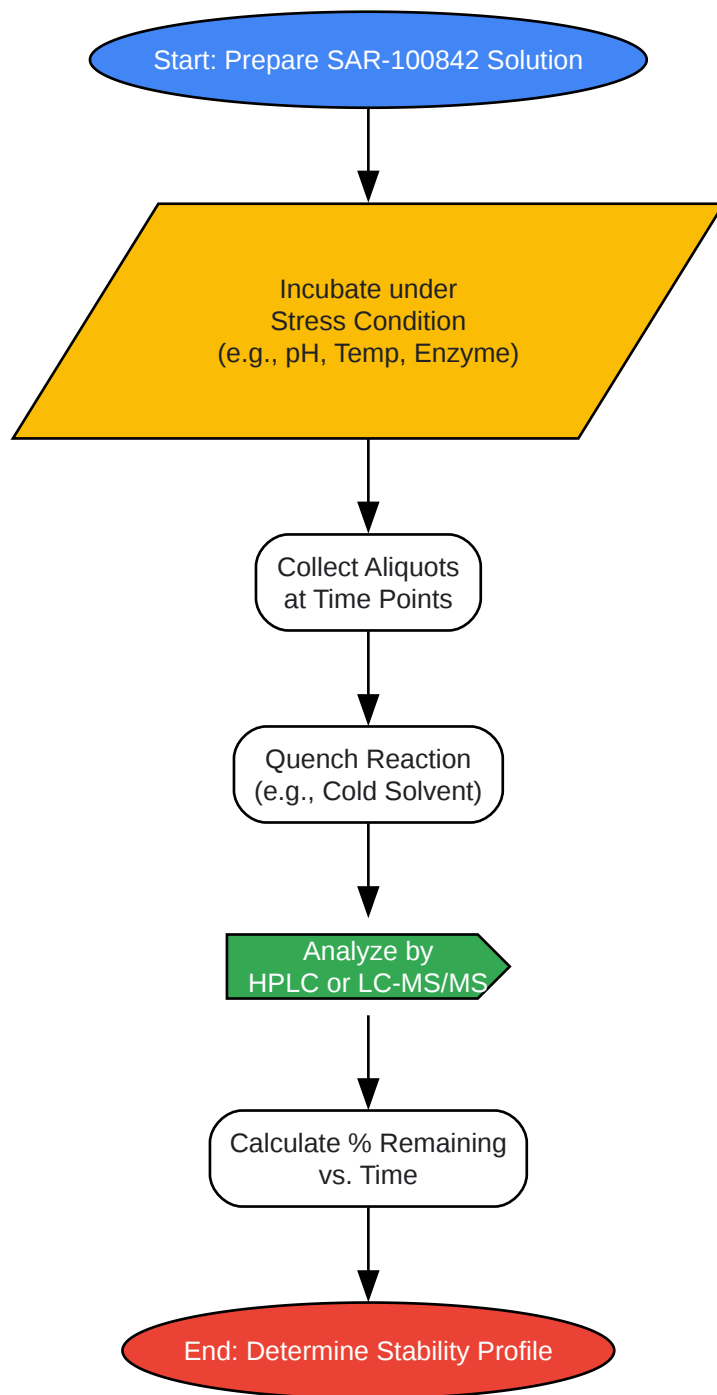 Start: Prepare SAR-100842 Solution
Incubate under
Stress Condition
(e.g., pH, Temp, Enzyme)
Collect Aliquots
at Time Points
Quench Reaction
(e.g., Cold Solvent)
Analyze by
HPLC or LC-MS/MS
Calculate % Remaining
vs. Time
End: Determine Stability Profile